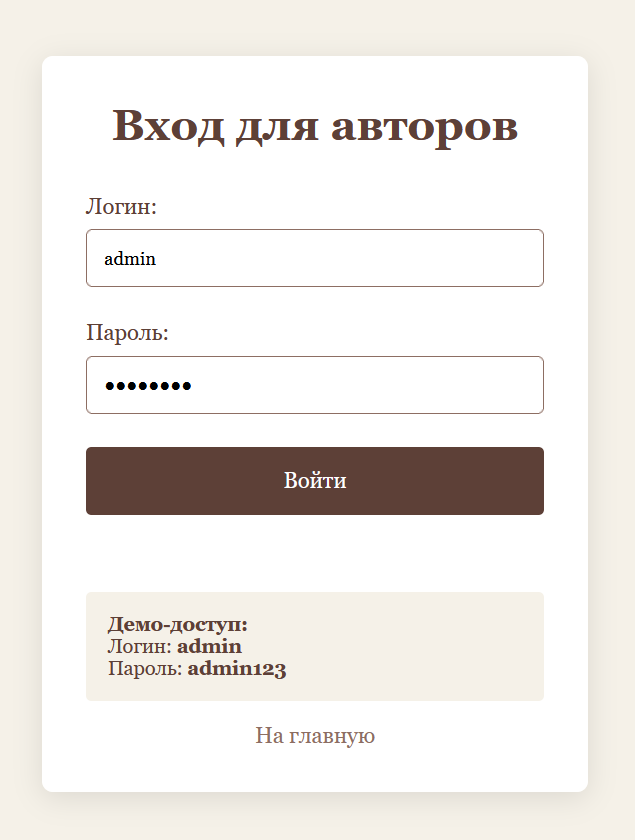 Вход для авторов
Логин:
admin
Пароль:
••••••••
Войти
Демо-доступ:
Логин: admin
Пароль: admin123
На главную